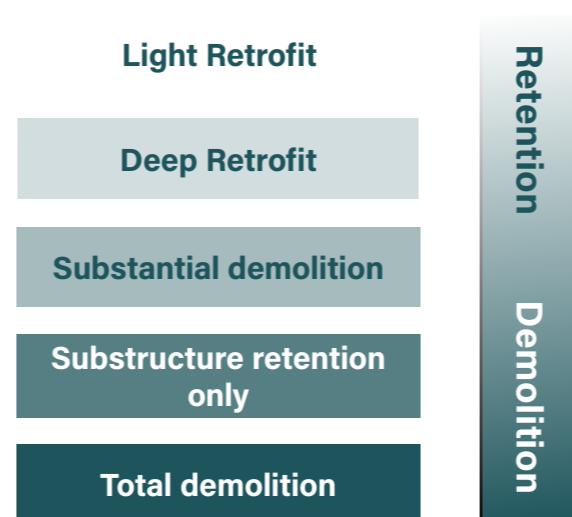 Light Retrofit
Deep Retrofit
Substantial demolition
Substructure retention
only
Total demolition
Retention
Demolition